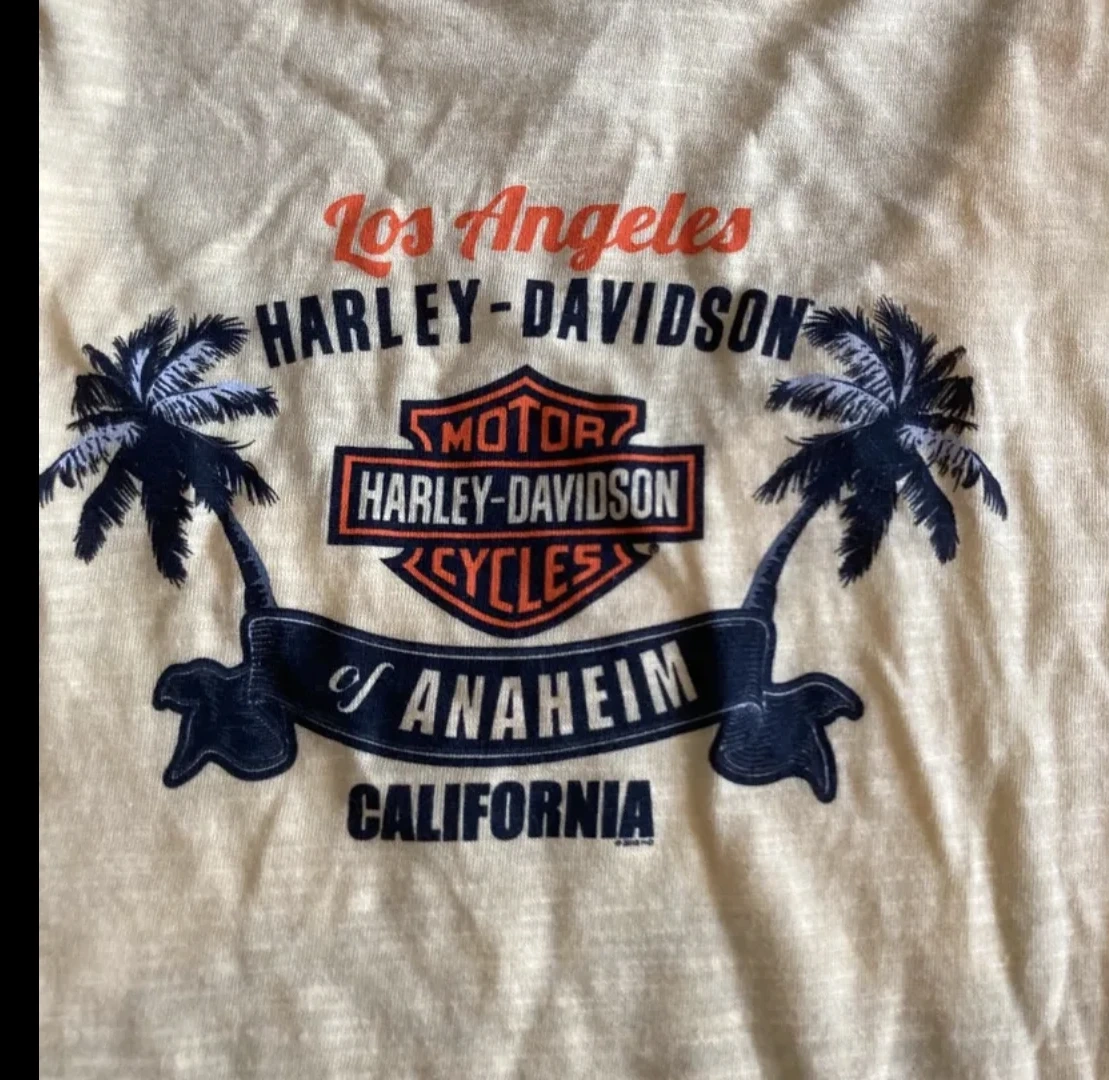 Los Angeles
HARLEY-DAVIDSON
MOTOR
HARLEY-DAVIDSON
CYCLES
of ANAHEIM
CALIFORNIA